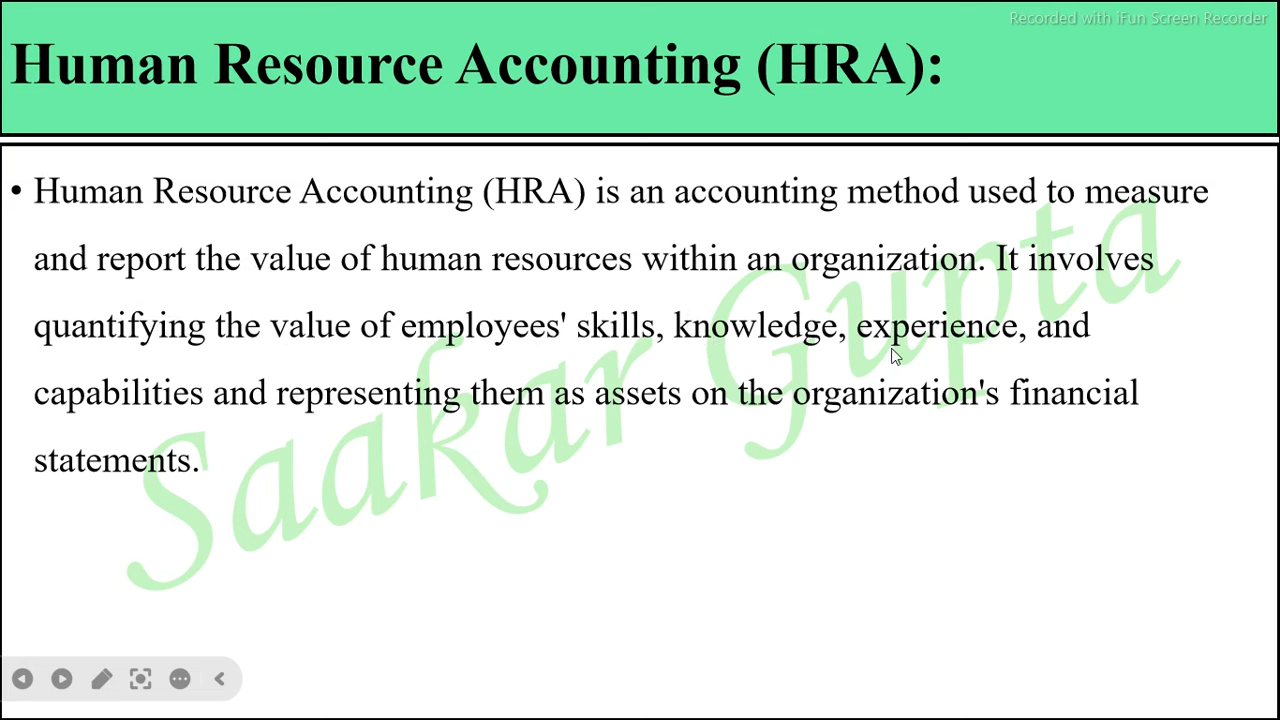 Recorded with iFun Screen Recorder
Human Resource Accounting (HRA):
• Human Resource Accounting (HRA) is an accounting method used to measure
and report the value of human resources within an organization. It involves
quantifying the value of employees' skills, knowledge, experience, and
capabilities and representing them as assets on the organization's financial
statements.
Saakar Gupta